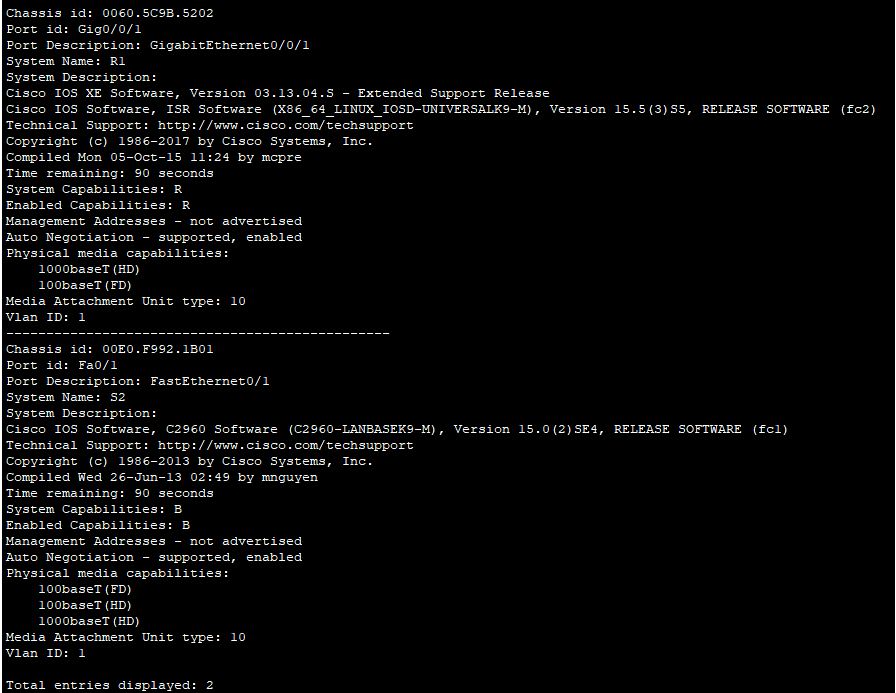 Chassis id: 0060.5C9B.5202
Port id: Gig0/0/1
Port Description: GigabitEthernet0/0/1
System Name: R1
System Description:
Cisco IOS XE Software, Version 03.13.04.S - Extended Support Release
Cisco IOS Software, ISR Software (X86_64_LINUX_IOSD-UNIVERSALK9-M), Version 15.5(3)S5, RELEASE SOFTWARE (fc2)
Technical Support: http://www.cisco.com/techsupport
Copyright (c) 1986-2017 by Cisco Systems, Inc.
Compiled Mon 05-Oct-15 11:24 by mcpre
Time remaining: 90 seconds
System Capabilities: R
Enabled Capabilities: R
Management Addresses - not advertised
Auto Negotiation - supported, enabled
Physical media capabilities:
    1000baseT(HD)
    100baseT(FD)
Media Attachment Unit type: 10
Vlan ID: 1
------------------------------------------------
Chassis id: 00E0.F992.1B01
Port id: Fa0/1
Port Description: FastEthernet0/1
System Name: S2
System Description:
Cisco IOS Software, C2960 Software (C2960-LANBASEK9-M), Version 15.0(2)SE4, RELEASE SOFTWARE (fc1)
Technical Support: http://www.cisco.com/techsupport
Copyright (c) 1986-2013 by Cisco Systems, Inc.
Compiled Wed 26-Jun-13 02:49 by mnguyen
Time remaining: 90 seconds
System Capabilities: B
Enabled Capabilities: B
Management Addresses - not advertised
Auto Negotiation - supported, enabled
Physical media capabilities:
    100baseT(FD)
    100baseT(HD)
    1000baseT(HD)
Media Attachment Unit type: 10
Vlan ID: 1

Total entries displayed: 2